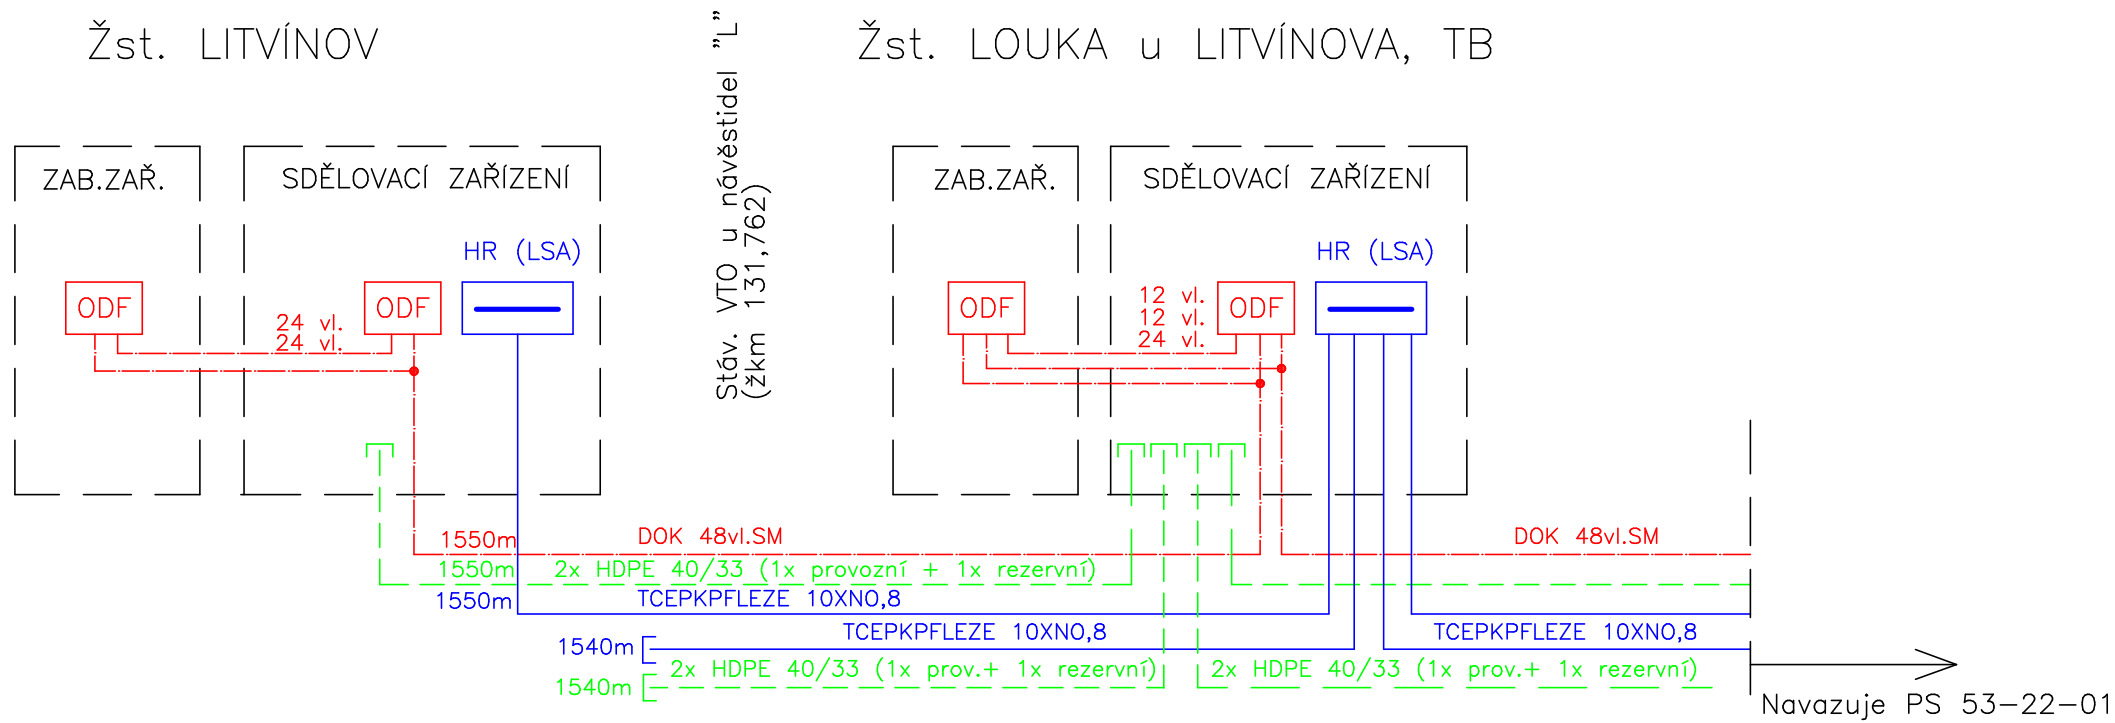 Žst. LITVÍNOV
Stáv. VTO u návěstidel "L"
(žkm 131,762)
Žst. LOUKA u LITVÍNOVA, TB
ZAB.ZAŘ.
SDĚLOVACÍ ZAŘÍZENÍ
ZAB.ZAŘ.
SDĚLOVACÍ ZAŘÍZENÍ
HR (LSA)
HR (LSA)
ODF
ODF
24 vl.
24 vl.
ODF
12 vl.
12 vl.
24 vl.
ODF
1550m
DOK 48vl.SM
DOK 48vl.SM
1550m
2x HDPE 40/33 (1x provozní + 1x rezervní)
1550m
TCEPKPFLEZE 10XN0,8
1540m
TCEPKPFLEZE 10XN0,8
TCEPKPFLEZE 10XN0,8
1540m
2x HDPE 40/33 (1x prov.+ 1x rezervní)
2x HDPE 40/33 (1x prov.+ 1x rezervní)
Navazuje PS 53-22-01